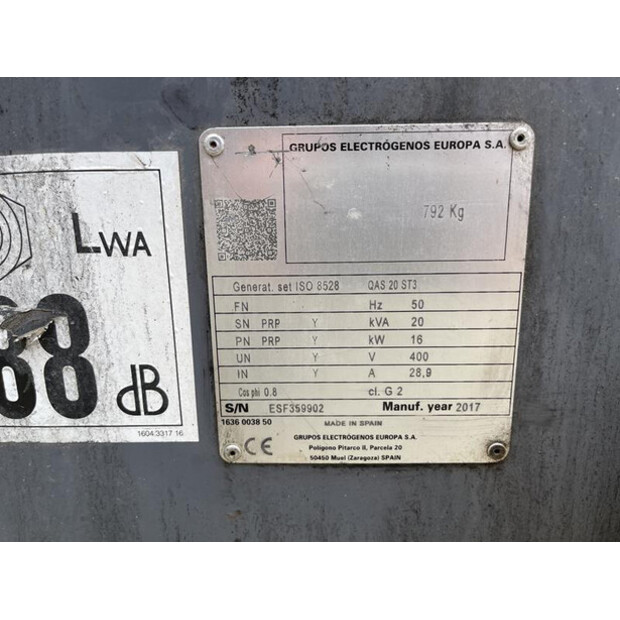 LWA
88
dB
1604 3317 16
GRUPOS ELECTRÓGENOS EUROPA S.A.
792 Kg
Generat. set ISO 8528 QAS 20 ST3
FN Hz 50
SN PRP Y kVA 20
PN PRP Y kW 16
UN Y V 400
IN Y A 28,9
Cos phi 0.8 cl. G 2
S/N ESF359902 Manuf. year 2017
1636 0038 50 MADE IN SPAIN
CE
GRUPOS ELECTRÓGENOS EUROPA S.A.
Polígono Pitarco II, Parcela 20
50450 Muel (Zaragoza) SPAIN